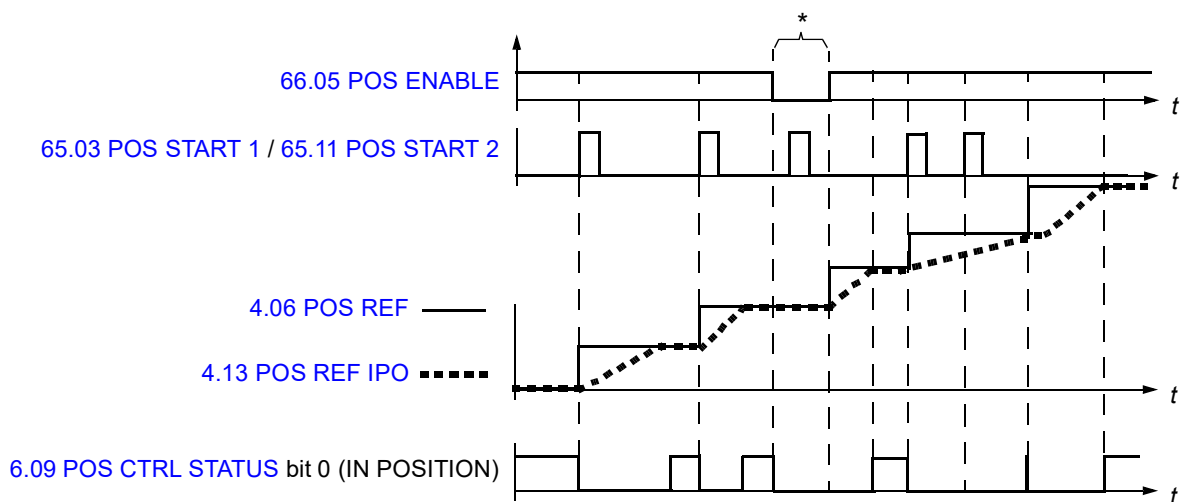 *
66.05 POS ENABLE
t
65.03 POS START 1 / 65.11 POS START 2
t
4.06 POS REF
4.13 POS REF IPO
t
6.09 POS CTRL STATUS bit 0 (IN POSITION)
t